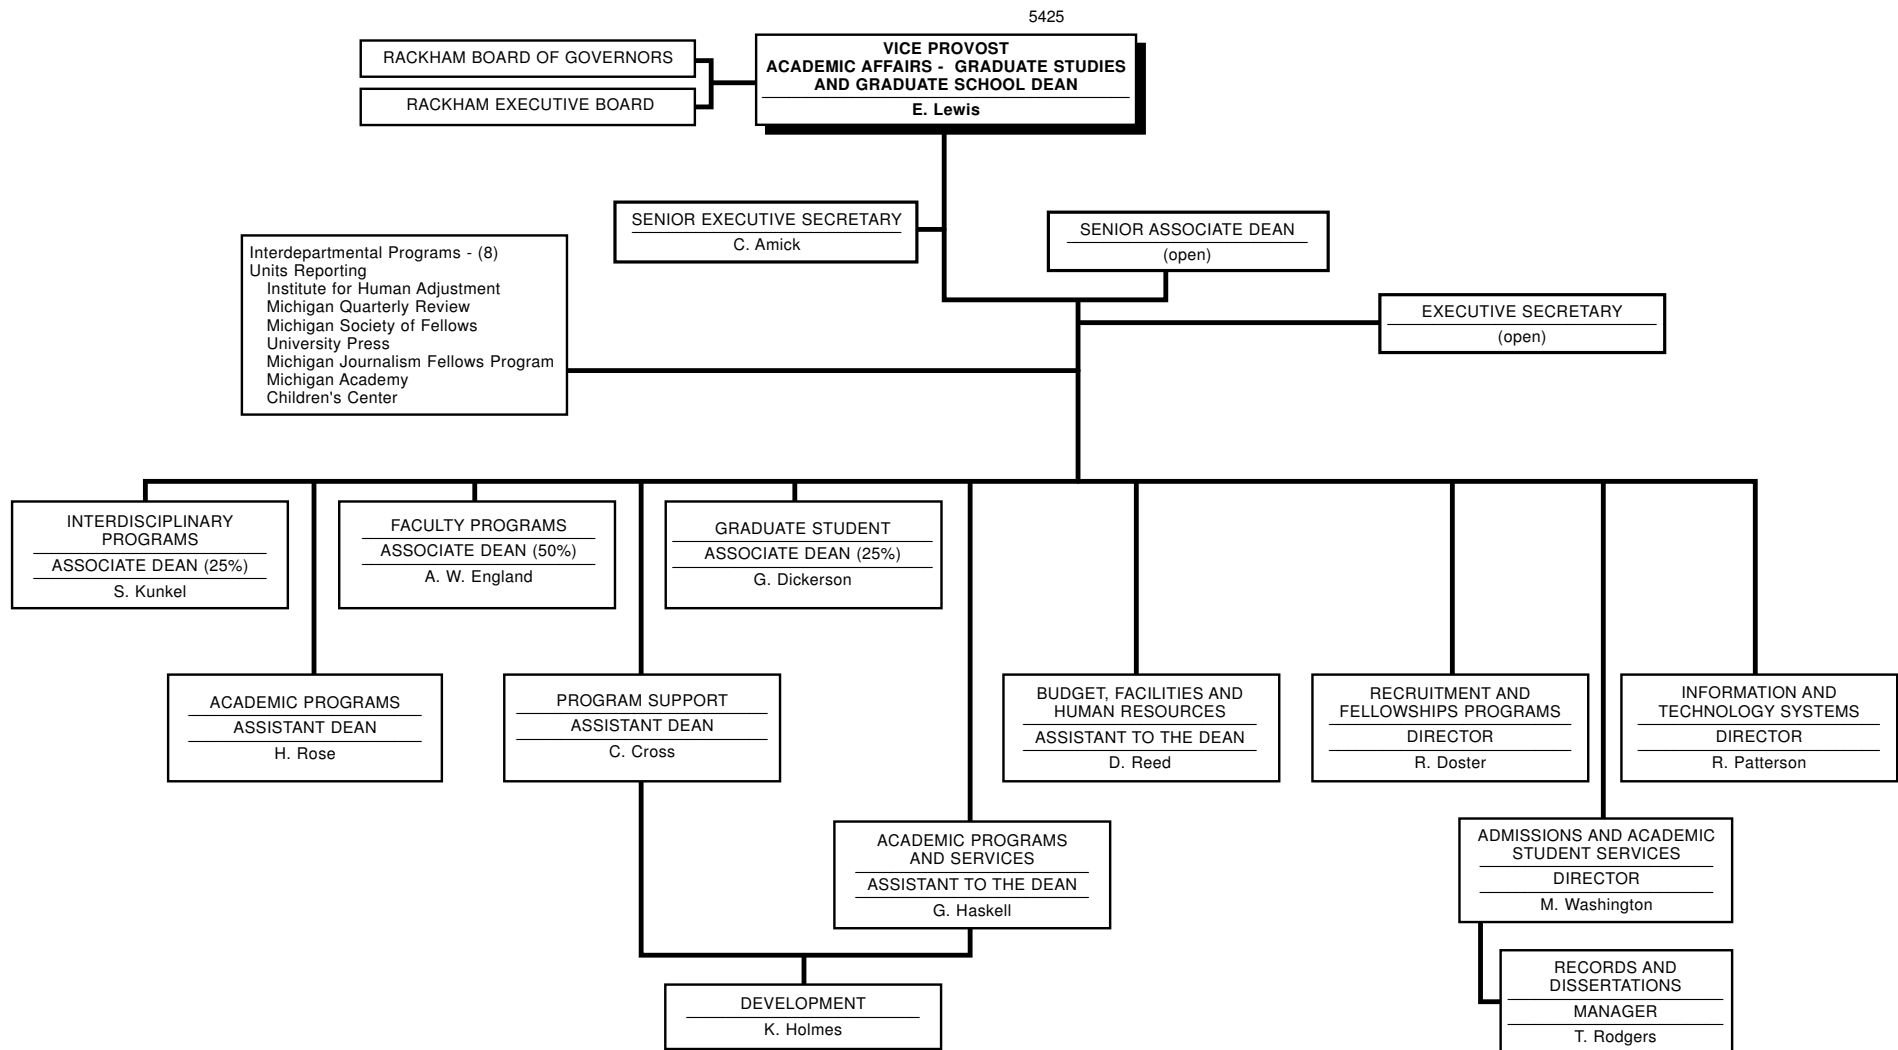 5425
RACKHAM BOARD OF GOVERNORS
RACKHAM EXECUTIVE BOARD
VICE PROVOST
ACADEMIC AFFAIRS - GRADUATE STUDIES
AND GRADUATE SCHOOL DEAN
E. Lewis
SENIOR EXECUTIVE SECRETARY
C. Amick
SENIOR ASSOCIATE DEAN
(open)
Interdepartmental Programs - (8)
Units Reporting
Institute for Human Adjustment
Michigan Quarterly Review
Michigan Society of Fellows
University Press
Michigan Journalism Fellows Program
Michigan Academy
Children's Center
EXECUTIVE SECRETARY
(open)
INTERDISCIPLINARY
PROGRAMS
ASSOCIATE DEAN (25%)
S. Kunkel
FACULTY PROGRAMS
ASSOCIATE DEAN (50%)
A. W. England
GRADUATE STUDENT
ASSOCIATE DEAN (25%)
G. Dickerson
ACADEMIC PROGRAMS
ASSISTANT DEAN
H. Rose
PROGRAM SUPPORT
ASSISTANT DEAN
C. Cross
BUDGET, FACILITIES AND
HUMAN RESOURCES
ASSISTANT TO THE DEAN
D. Reed
RECRUITMENT AND
FELLOWSHIPS PROGRAMS
DIRECTOR
R. Doster
INFORMATION AND
TECHNOLOGY SYSTEMS
DIRECTOR
R. Patterson
ACADEMIC PROGRAMS
AND SERVICES
ASSISTANT TO THE DEAN
G. Haskell
ADMISSIONS AND ACADEMIC
STUDENT SERVICES
DIRECTOR
M. Washington
DEVELOPMENT
K. Holmes
RECORDS AND
DISSERTATIONS
MANAGER
T. Rodgers